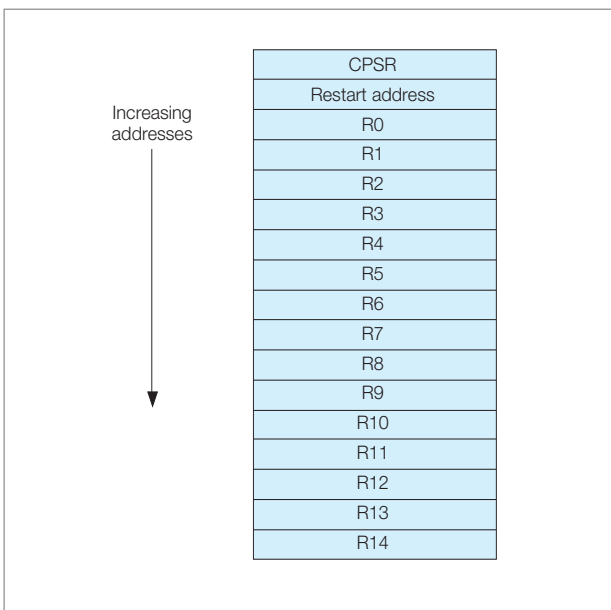 CPSR
Restart address
Increasing
addresses
R0
R1
R2
R3
R4
R5
R6
R7
R8
R9
R10
R11
R12
R13
R14